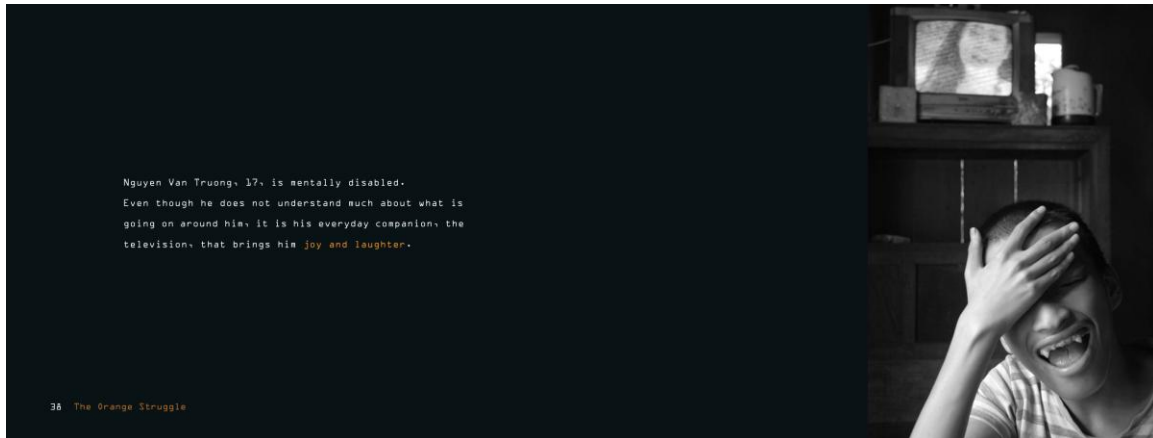 Nguyen Van Truong, 17, is mentally disabled.
Even though he does not understand much about what is
going on around him, it is his everyday companion, the
television, that brings him joy and laughter.
38 The Orange Struggle